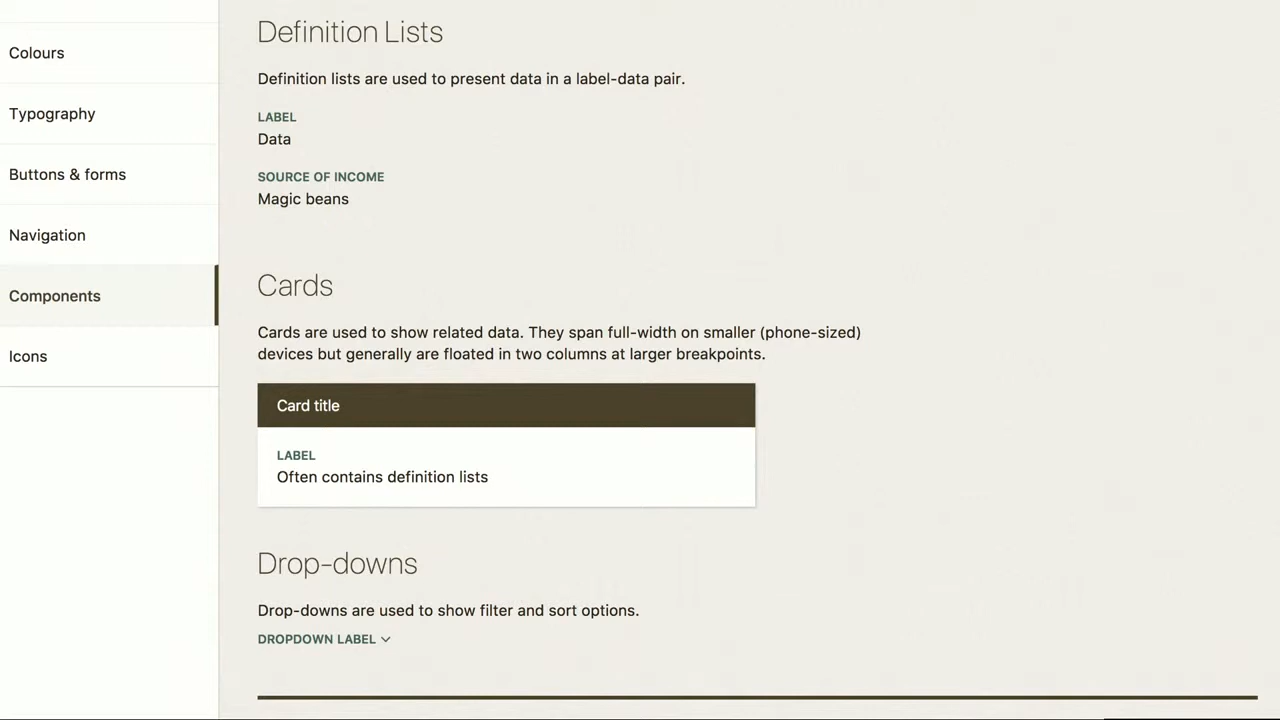 Colours
Typography
Buttons & forms
Navigation
Components
Icons
Definition Lists
Definition lists are used to present data in a label-data pair.
LABEL
Data
SOURCE OF INCOME
Magic beans
Cards
Cards are used to show related data. They span full-width on smaller (phone-sized)
devices but generally are floated in two columns at larger breakpoints.
Card title
LABEL
Often contains definition lists
Drop-downs
Drop-downs are used to show filter and sort options.
DROPDOWN LABEL